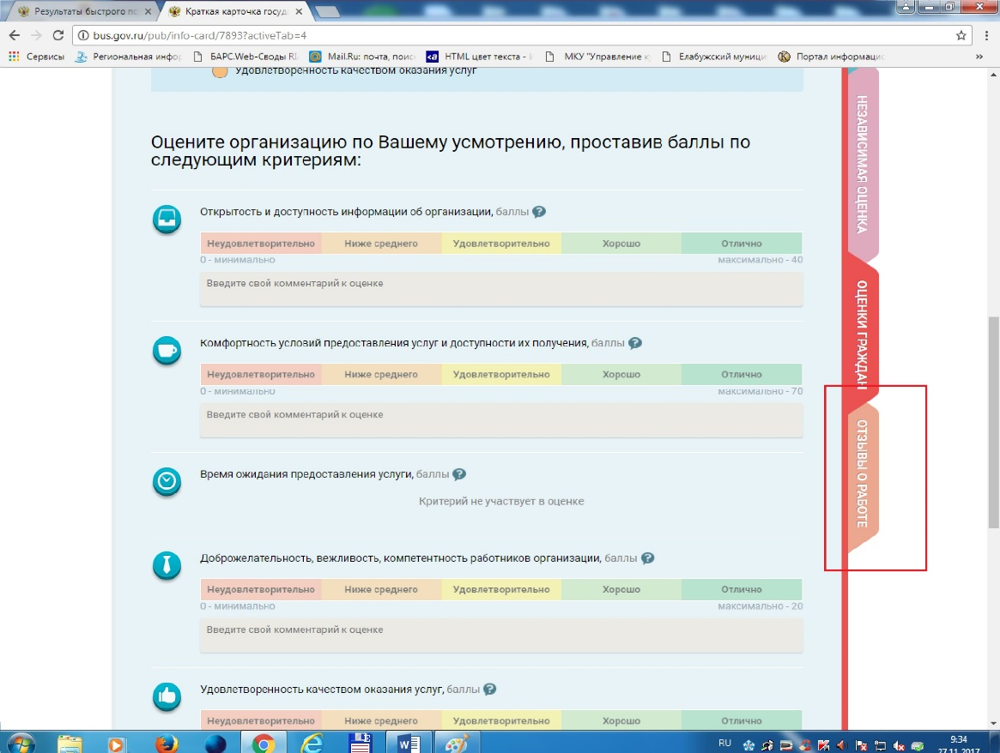 Результаты быстрого по
Краткая карточка госуд
bus.gov.ru/pub/info-card/7893?activeTab=4
Сервисы
Региональная инфор
БАРС.Web-Своды
Mail.Ru: почта, поис
HTML цвет текста -
МКУ "Управление
Елабужский муници
Портал информацио
»
Удовлетворенность качеством оказания услуг
Оцените организацию по Вашему усмотрению, проставив баллы по
следующим критериям:
Открытость и доступность информации об организации, баллы ?
Неудовлетворительно Ниже среднего Удовлетворительно Хорошо Отлично
0 - минимально максимально - 40
Введите свой комментарий к оценке
Комфортность условий предоставления услуг и доступности их получения, баллы ?
Неудовлетворительно Ниже среднего Удовлетворительно Хорошо Отлично
0 - минимально максимально - 70
Введите свой комментарий к оценке
Время ожидания предоставления услуги, баллы ?
Критерий не участвует в оценке
Доброжелательность, вежливость, компетентность работников организации, баллы ?
Неудовлетворительно Ниже среднего Удовлетворительно Хорошо Отлично
0 - минимально максимально - 20
Введите свой комментарий к оценке
Удовлетворенность качеством оказания услуг, баллы ?
Неудовлетворительно Ниже среднего Удовлетворительно Хорошо Отлично
НЕЗАВИСИМАЯ ОЦЕНКА
ОЦЕНКИ ГРАЖДАН
ОТЗЫВЫ О РАБОТЕ
RU
9:34
27.11.2017